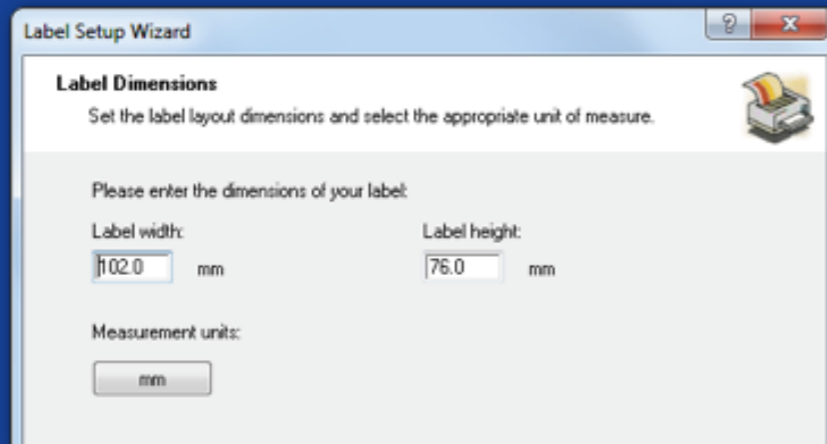 Label Setup Wizard
Label Dimensions
Set the label layout dimensions and select the appropriate unit of measure.
Please enter the dimensions of your label:
Label width: Label height:
102.0 mm 76.0 mm
Measurement units:
mm